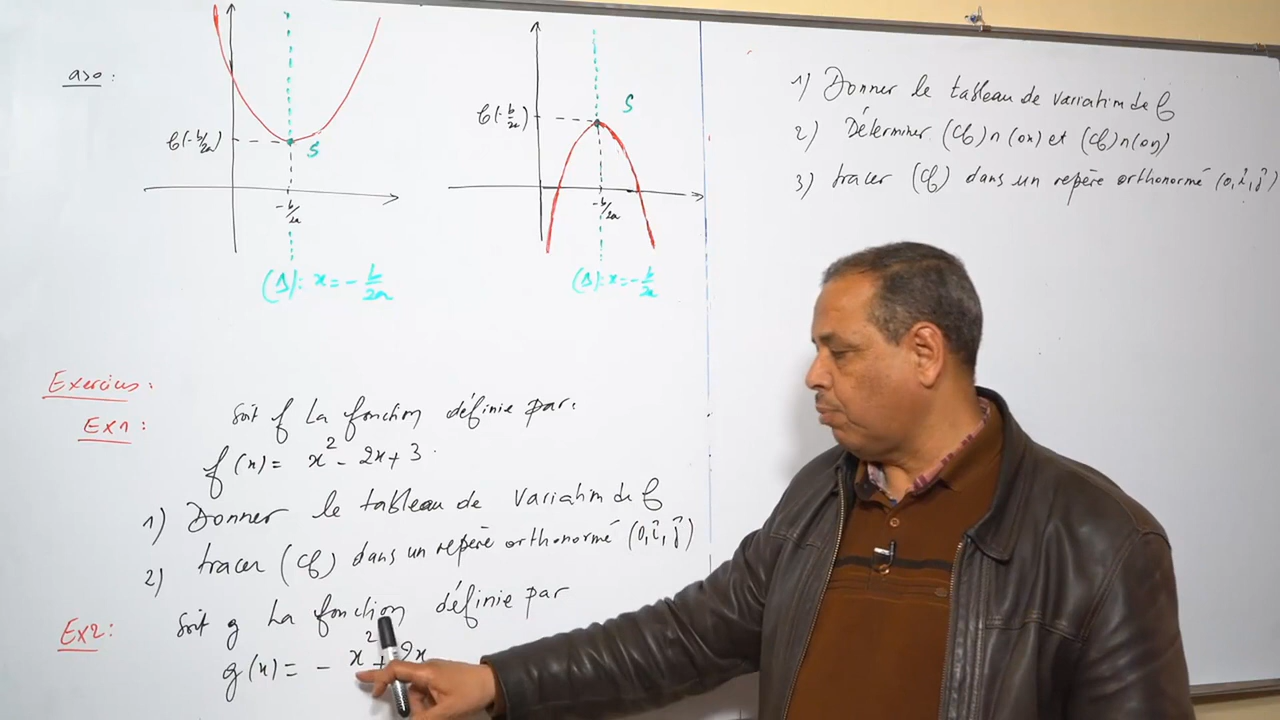 a>0 :
f(-b/2a)
S
-b/2a
(Δ): x = -b/2a
f(-b/2a)
S
-b/2a
(Δ): x = -b/2a
Exercices :
Ex1 :
Soit f La fonction définie par :
f(x) = x² - 2x + 3 .
1) Donner le tableau de variation de f
2) tracer (Cf) dans un repère orthonormé (0, i, j)
Ex2 :
Soit g La fonction définie par
g(x) = - x² + 2x
1) Donner le tableau de variation de f
2) Déterminer (Cf) ∩ (ox) et (Cf) ∩ (oy)
3) tracer (Cf) dans un repère orthonormé (0, i, j)